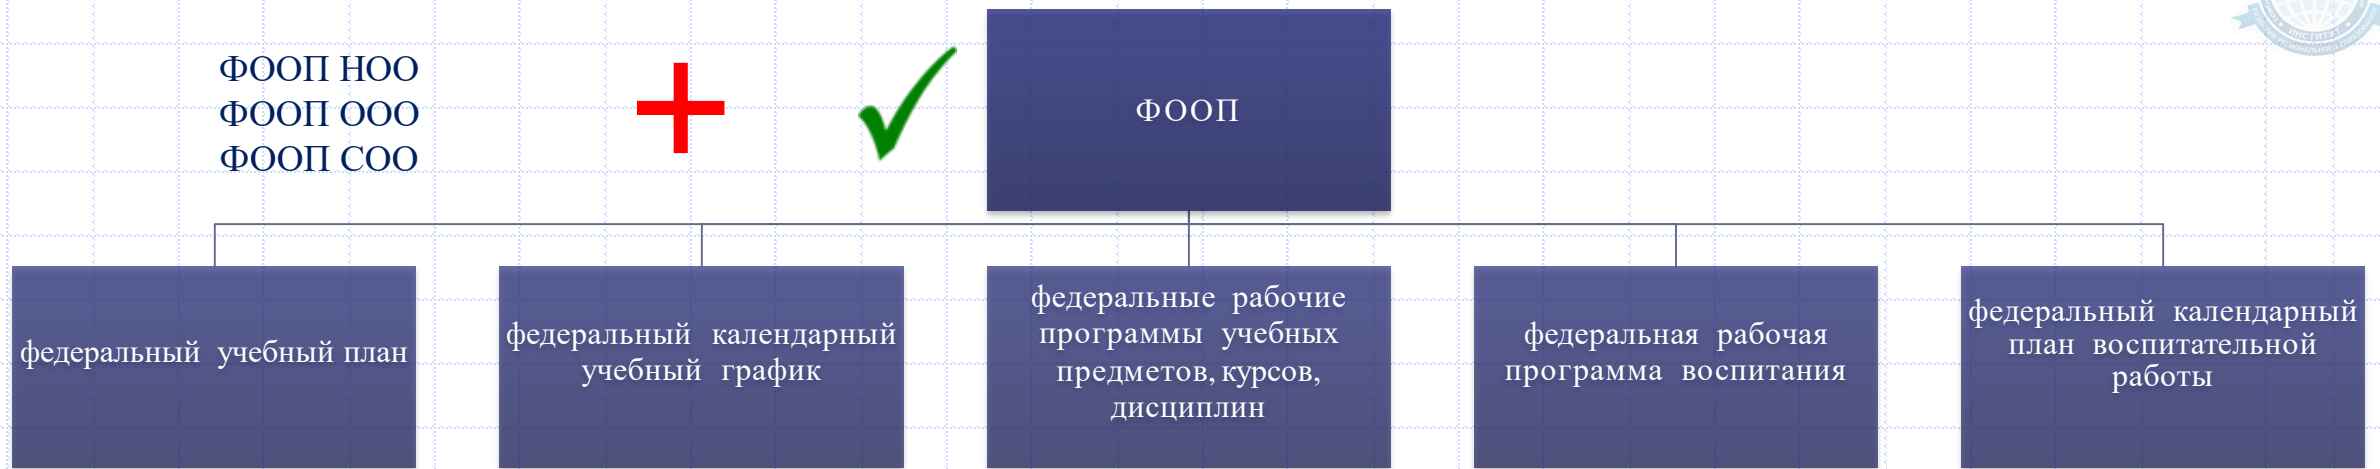 ФООП НОО
ФООП ООО
ФООП СОО
ФООП
федеральный учебный план
федеральный календарный
учебный график
федеральные рабочие
программы учебных
предметов, курсов,
дисциплин
федеральная рабочая
программа воспитания
федеральный календарный
план воспитательной
работы
ИНСТИТУТ